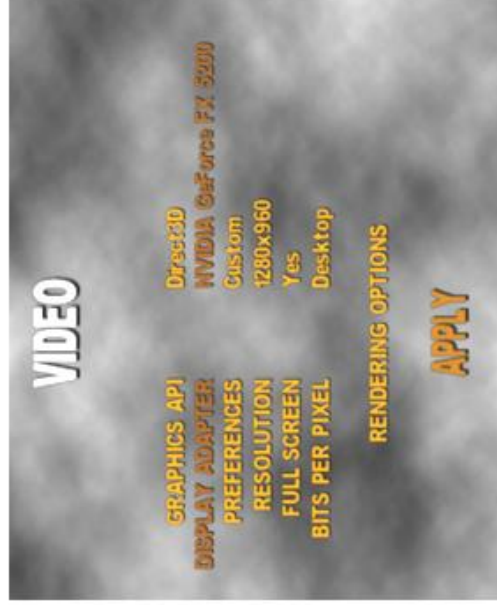 VIDEO
GRAPHICS API Direct3D
DISPLAY ADAPTER NVIDIA GeForce FX 5200
PREFERENCES Custom
RESOLUTION 1280x960
FULL SCREEN Yes
BITS PER PIXEL Desktop
RENDERING OPTIONS
APPLY